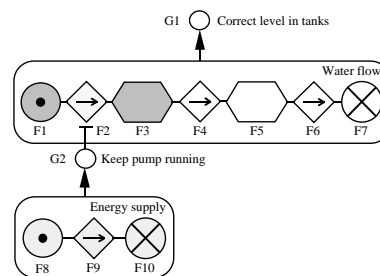 G1 Correct level in tanks
Water flow
F1 F2 F3 F4 F5 F6 F7
G2 Keep pump running
Energy supply
F8 F9 F10